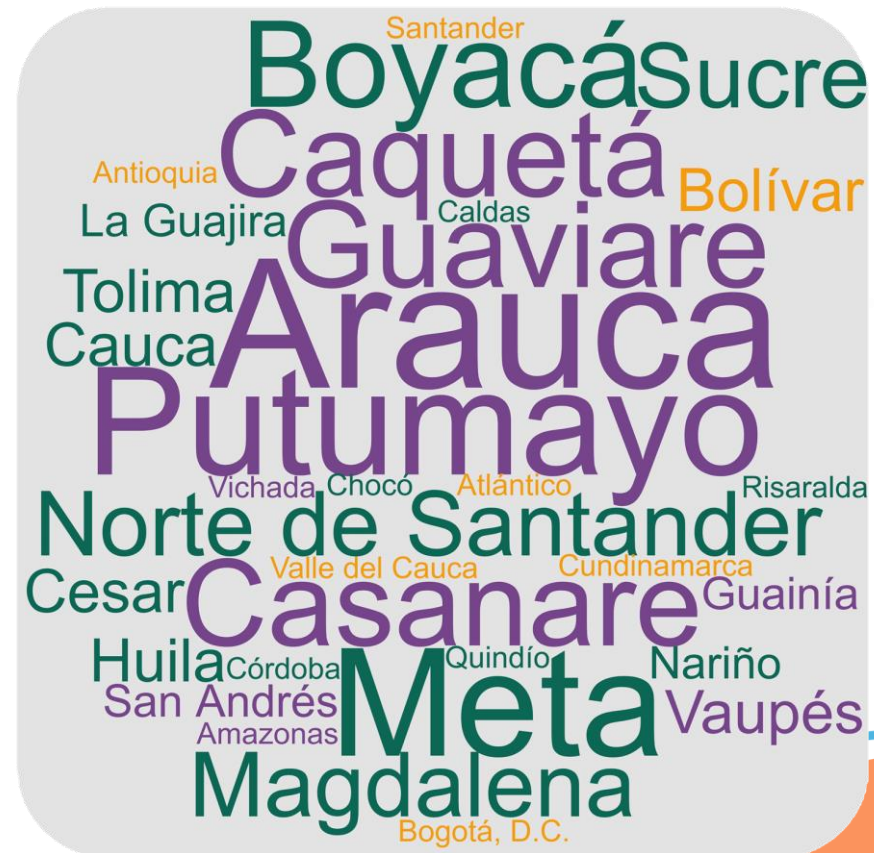 Santander
Boyacá
Sucre
Caquetá
Antioquia
Bolívar
La Guajira
Caldas
Guaviare
Tolima
Arauca
Cauca
Putumayo
Vichada
Chocó
Atlántico
Risaralda
Norte de Santander
Valle del Cauca
Cundinamarca
Cesar
Casanare
Guainía
Huila
Córdoba
Quindío
Nariño
San Andrés
Meta
Vaupés
Amazonas
Magdalena
Bogotá, D.C.